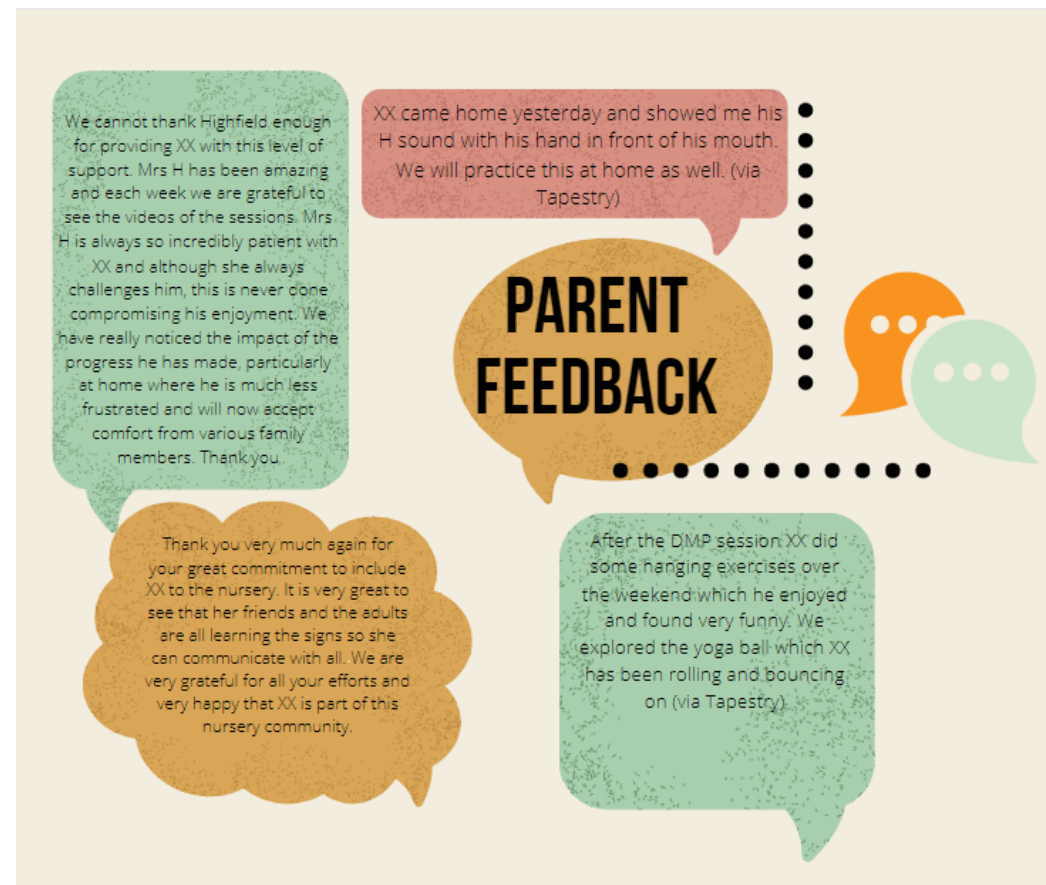 We cannot thank Highfield enough
for providing XX with this level of
support. Mrs H has been amazing
and each week we are grateful to
see the videos of the sessions. Mrs
H is always so incredibly patient with
XX and although she always
challenges him, this is never done
compromising his enjoyment. We
have really noticed the impact of the
progress he has made, particularly
at home where he is much less
frustrated and will now accept
comfort from various family
members. Thank you
XX came home yesterday and showed me his
H sound with his hand in front of his mouth.
We will practice this at home as well. (via
Tapestry)
PARENT
FEEDBACK
Thank you very much again for
your great commitment to include
XX to the nursery. It is very great to
see that her friends and the adults
are all learning the signs so she
can communicate with all. We are
very grateful for all your efforts and
very happy that XX is part of this
nursery community.
After the DMP session XX did
some hanging exercises over
the weekend which he enjoyed
and found very funny. We
explored the yoga ball which XX
has been rolling and bouncing
on (via Tapestry)